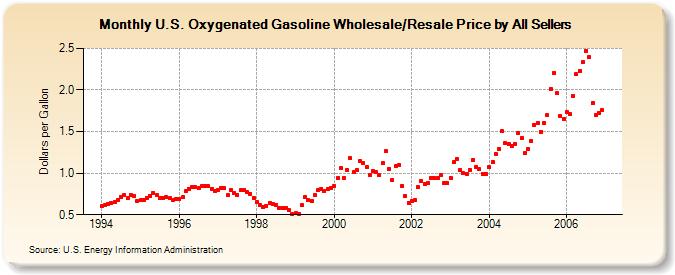 Monthly U.S. Oxygenated Gasoline Wholesale/Resale Price by All Sellers
Dollars per Gallon
2.5
2.0
1.5
1.0
0.5
1994 1996 1998 2000 2002 2004 2006
Source: U.S. Energy Information Administration